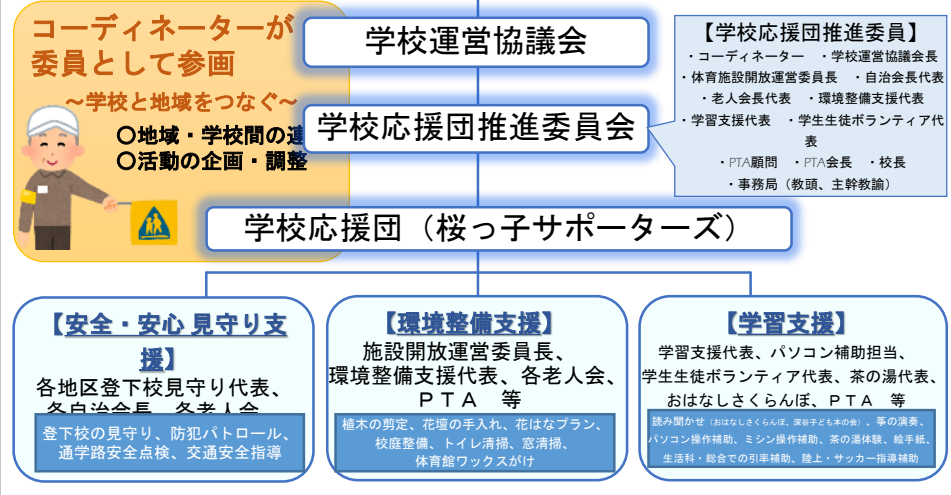 コーディネーターが
委員として参画
～学校と地域をつなぐ～
〇地域・学校間の連
〇活動の企画・調整
学校運営協議会
学校応援団推進委員会
学校応援団（桜っ子サポーターズ）
【学校応援団推進委員】
・コーディネーター　・学校運営協議会長
・体育施設開放運営委員長　・自治会長代表
・老人会長代表　・環境整備支援代表
・学習支援代表　・学生生徒ボランティア代
表
・PTA顧問　・PTA会長　・校長
・事務局（教頭、主幹教諭）
【安全・安心 見守り支
援】
各地区登下校見守り代表、
各自治会長、各老人会
登下校の見守り、防犯パトロール、
通学路安全点検、交通安全指導
【環境整備支援】
施設開放運営委員長、
環境整備支援代表、各老人会、
ＰＴＡ　等
植木の剪定、花壇の手入れ、花はなプラン、
校庭整備、トイレ清掃、窓清掃、
体育館ワックスがけ
【学習支援】
学習支援代表、パソコン補助担当、
学生生徒ボランティア代表、茶の湯代表、
おはなしさくらんぼ、ＰＴＡ　等
読み聞かせ（おはなしさくらんぼ、深谷子ども本の会）、箏の演奏、
パソコン操作補助、ミシン操作補助、茶の湯体験、絵手紙、
生活科・総合での引率補助、陸上・サッカー指導補助